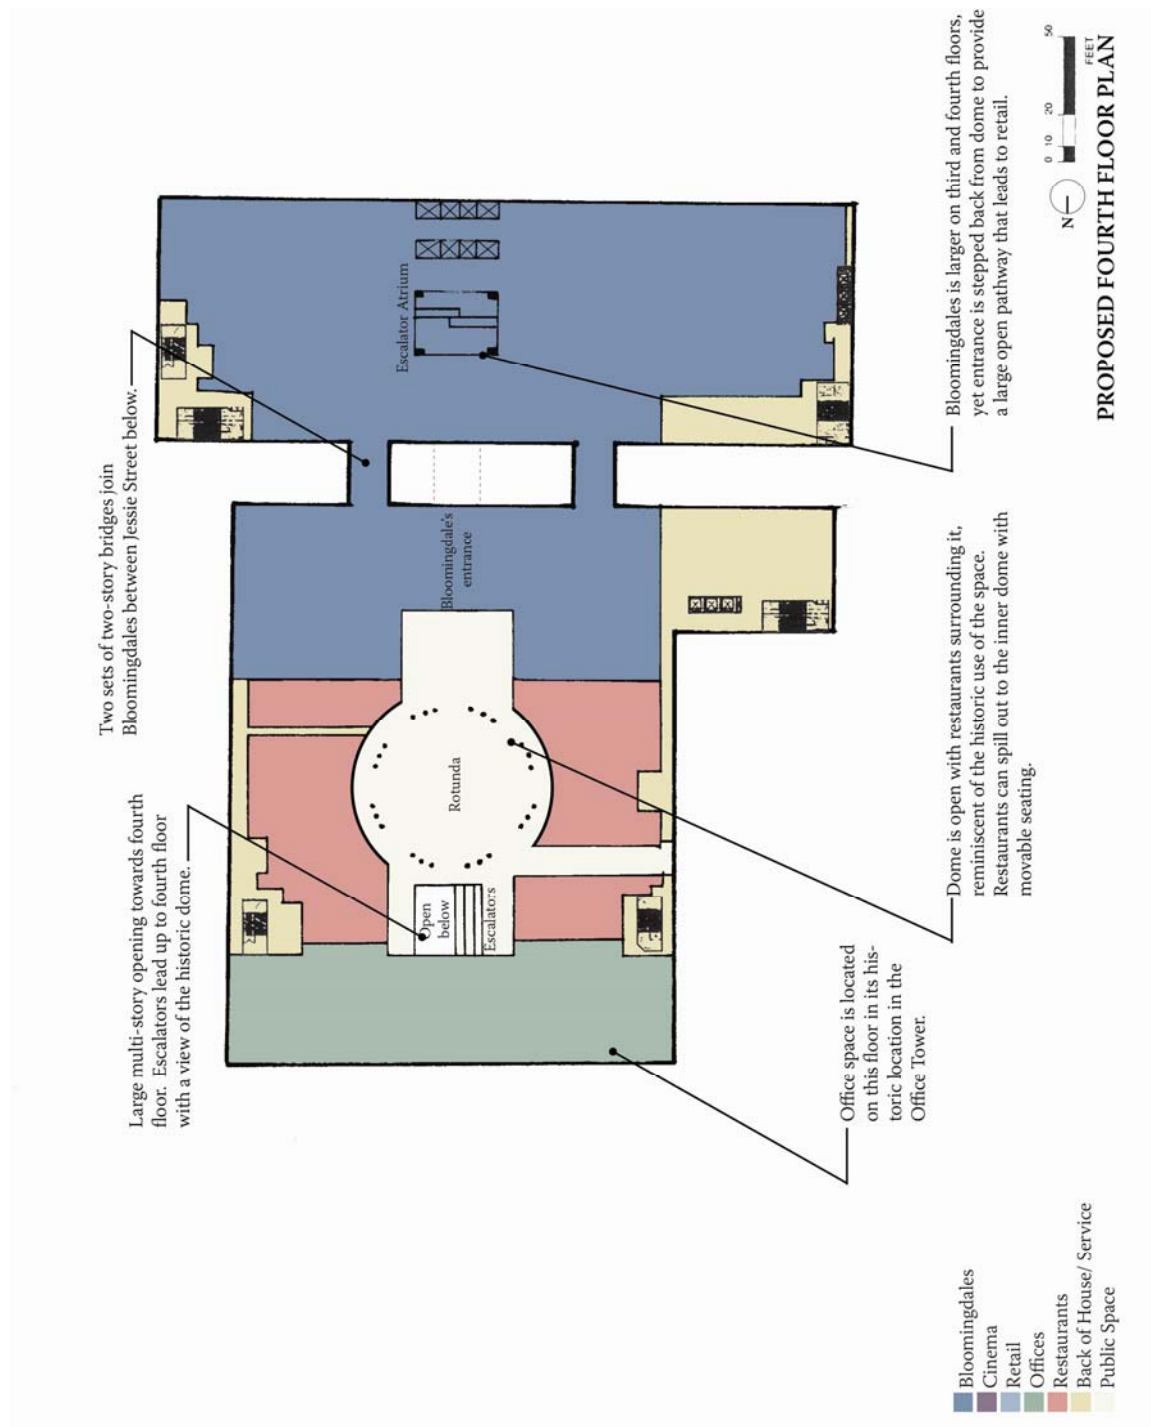 Large multi-story opening towards fourth
floor.  Escalators lead up to fourth floor
with a view of the historic dome.
Two sets of two-story bridges join
Bloomingdales between Jessie Street below.
Escalator Atrium
Open
below
Escalators
Rotunda
Bloomingdale's
entrance
Office space is located
on this floor in its his-
toric location in the
Office Tower.
Dome is open with restaurants surrounding it,
reminiscent of the historic use of the space.
Restaurants can spill out to the inner dome with
movable seating.
Bloomingdales is larger on third and fourth floors,
yet entrance is stepped back from dome to provide
a large open pathway that leads to retail.
Bloomingdales
Cinema
Retail
Offices
Restaurants
Back of House/ Service
Public Space
N
0 10 20 50
FEET
PROPOSED FOURTH FLOOR PLAN